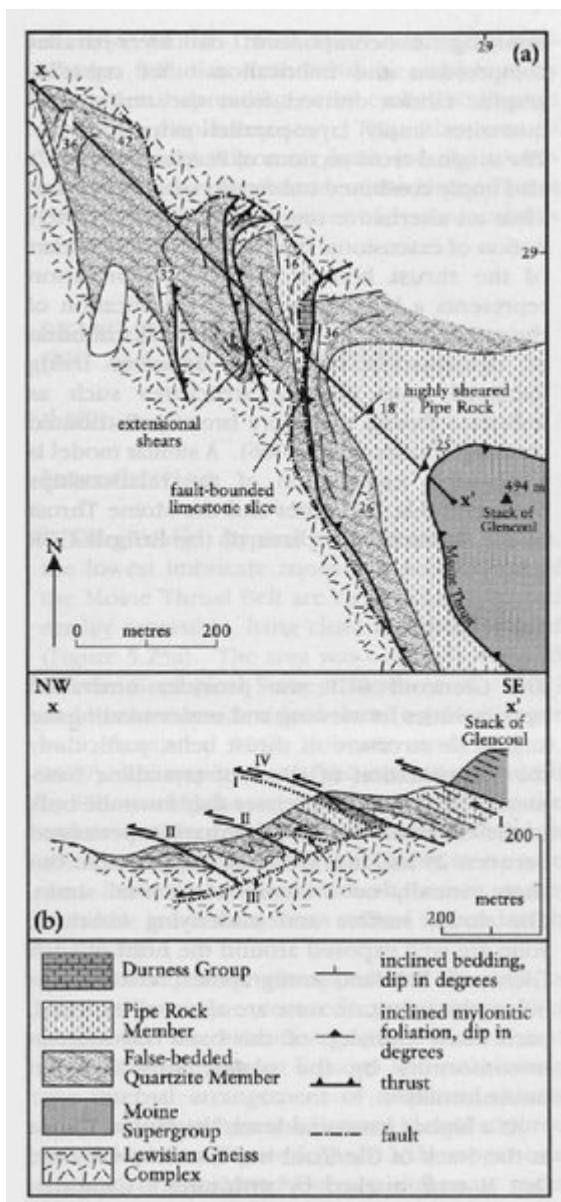 29
(a)
x
36
42
29
32
36
highly sheared
Pipe Rock
18
25
extensional
shears
494 m
x'
Stack of
Glencoul
fault-bounded
limestone slice
26
Moine
Thrust
N
0 metres 200
NW
x
SE
x'
Stack of
Glencoul
IV
I
II
II
III
200
metres
200
(b)
Durness Group
Pipe Rock
Member
False-bedded
Quartzite Member
Moine
Supergroup
Lewisian Gneiss
Complex
inclined bedding,
dip in degrees
inclined mylonitic
foliation, dip in
degrees
thrust
fault